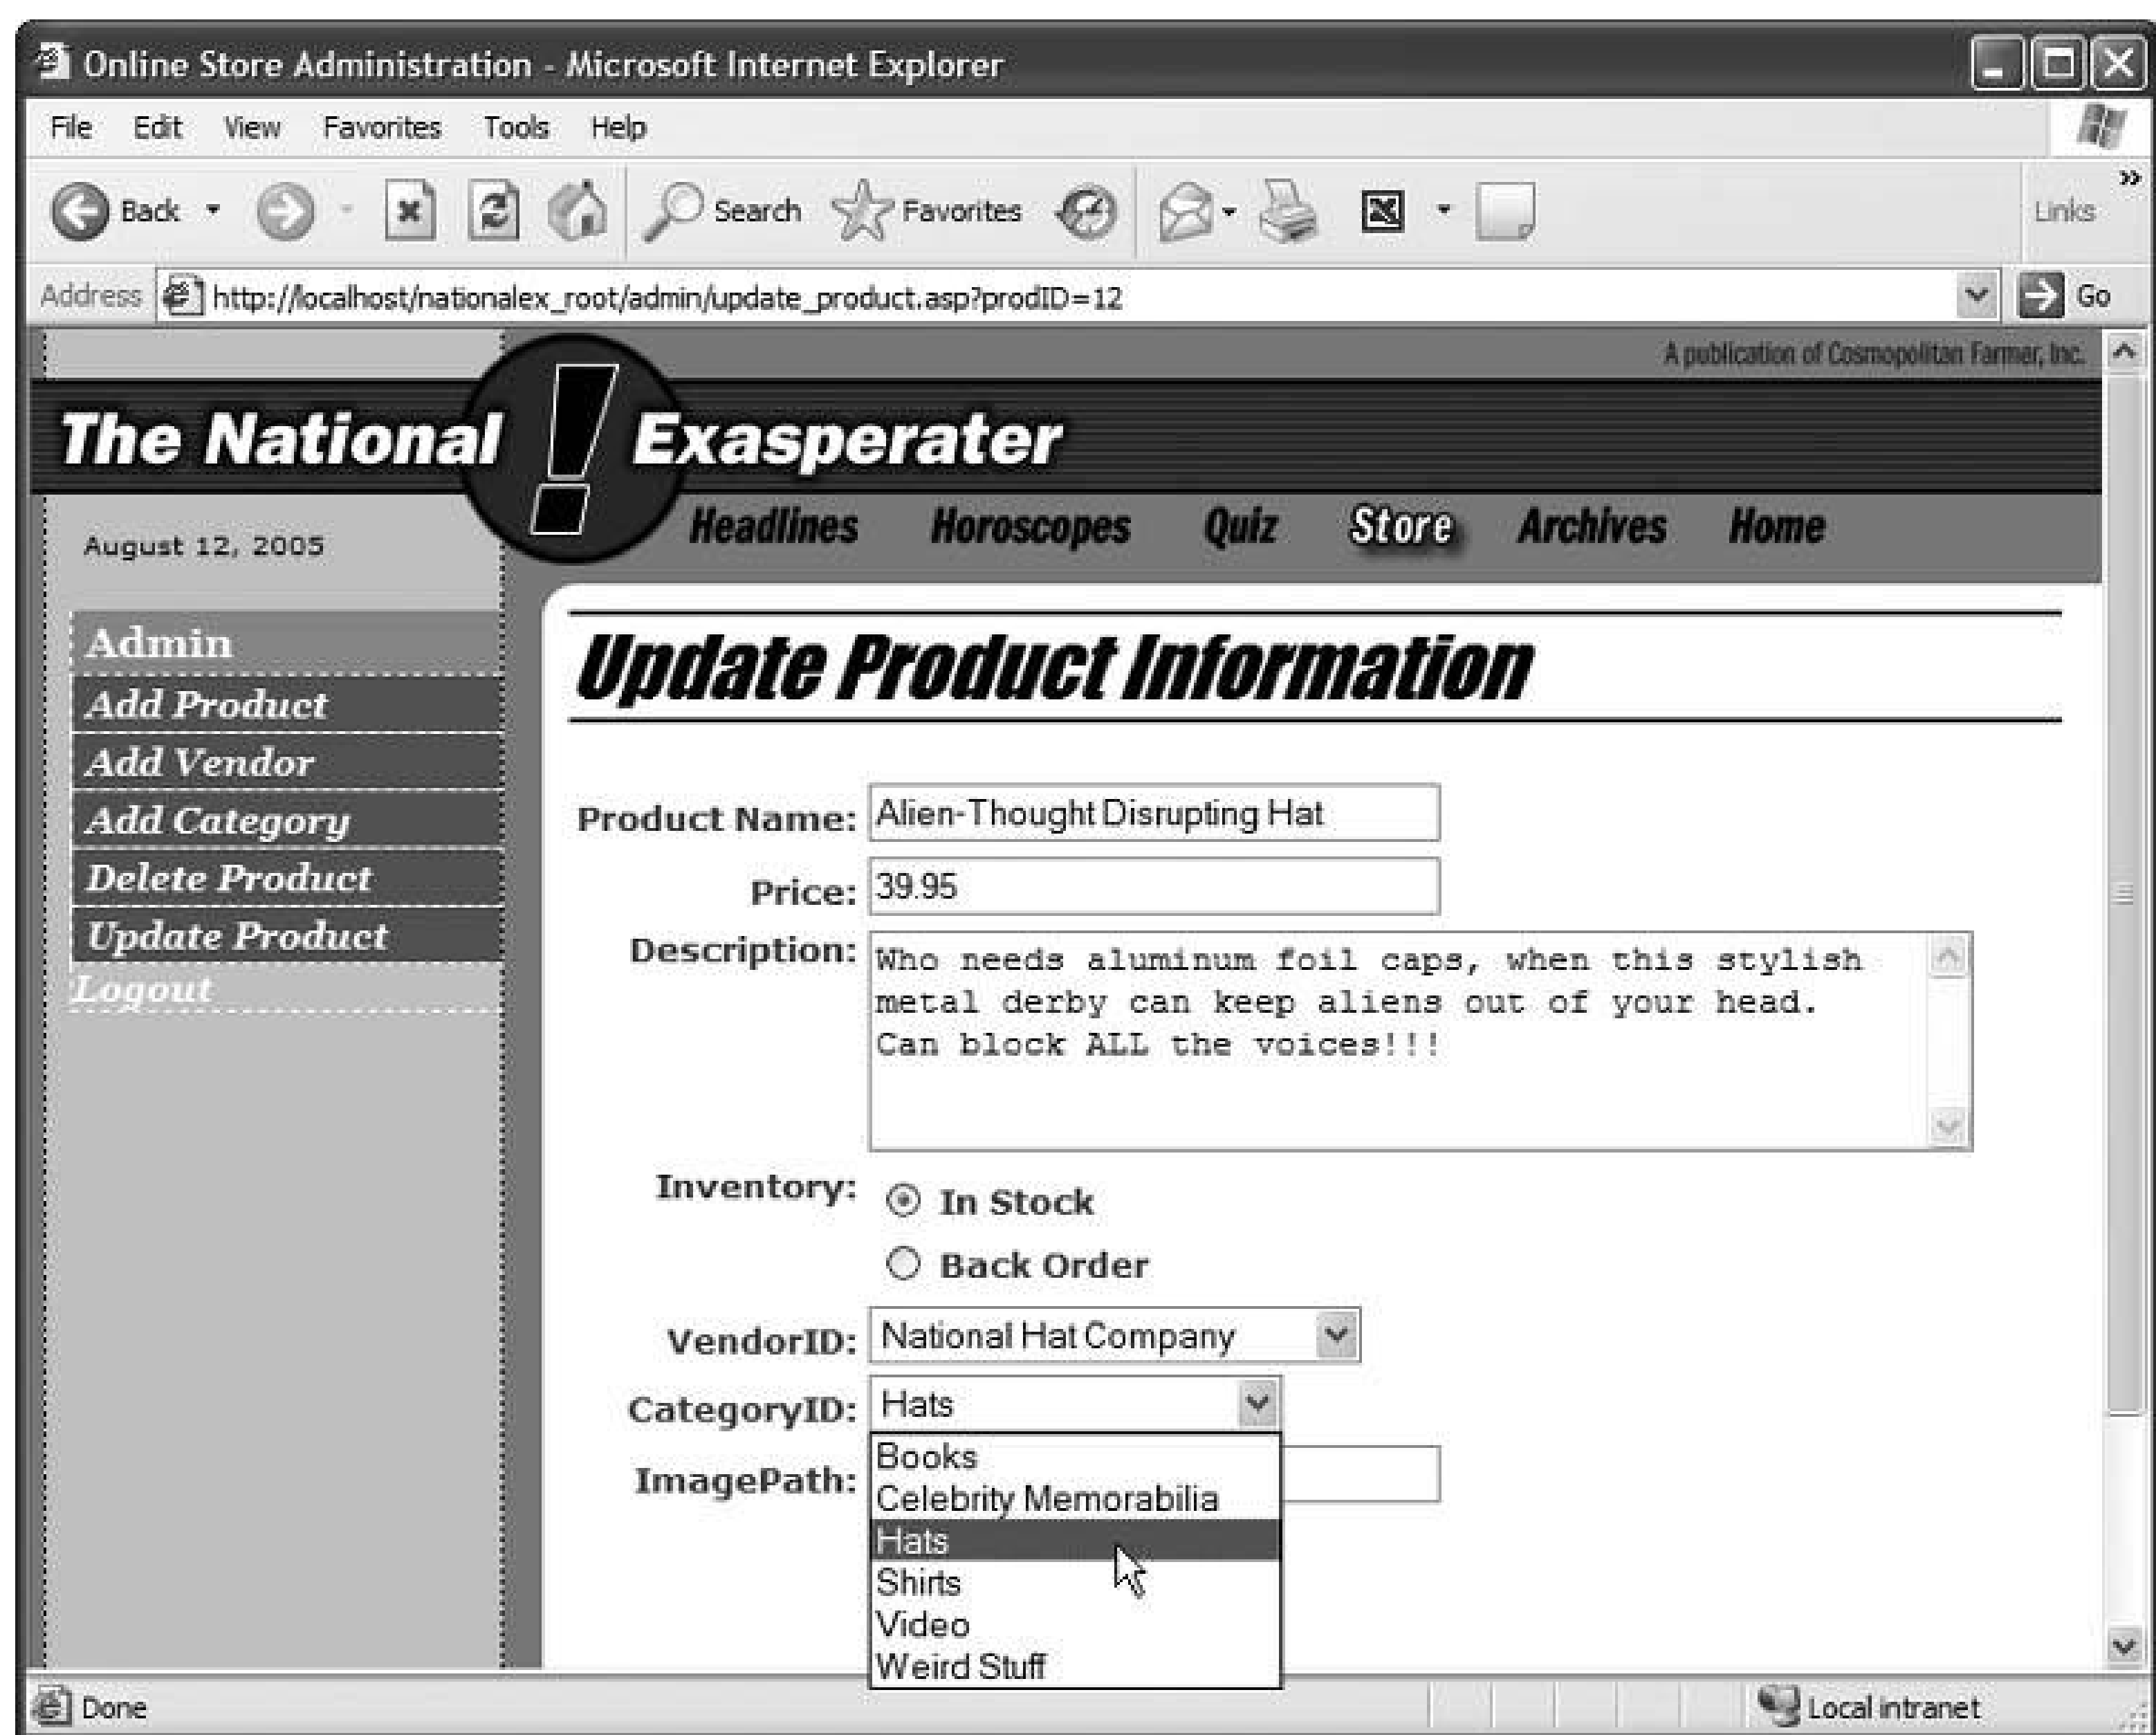 Online Store Administration - Microsoft Internet Explorer
File Edit View Favorites Tools Help
Back Search Favorites Links
Address http://localhost/nationalex_root/admin/update_product.asp?prodID=12 Go
A publication of Cosmopolitan Farmer, Inc.
The National ! Exasperater
Headlines Horoscopes Quiz Store Archives Home
August 12, 2005
Admin
Add Product
Add Vendor
Add Category
Delete Product
Update Product
Logout
Update Product Information
Product Name: Alien-Thought Disrupting Hat
Price: 39.95
Description: Who needs aluminum foil caps, when this stylish
metal derby can keep aliens out of your head.
Can block ALL the voices!!!
Inventory: In Stock
Back Order
VendorID: National Hat Company
CategoryID: Hats
ImagePath:
Books
Celebrity Memorabilia
Hats
Shirts
Video
Weird Stuff
Done Local intranet